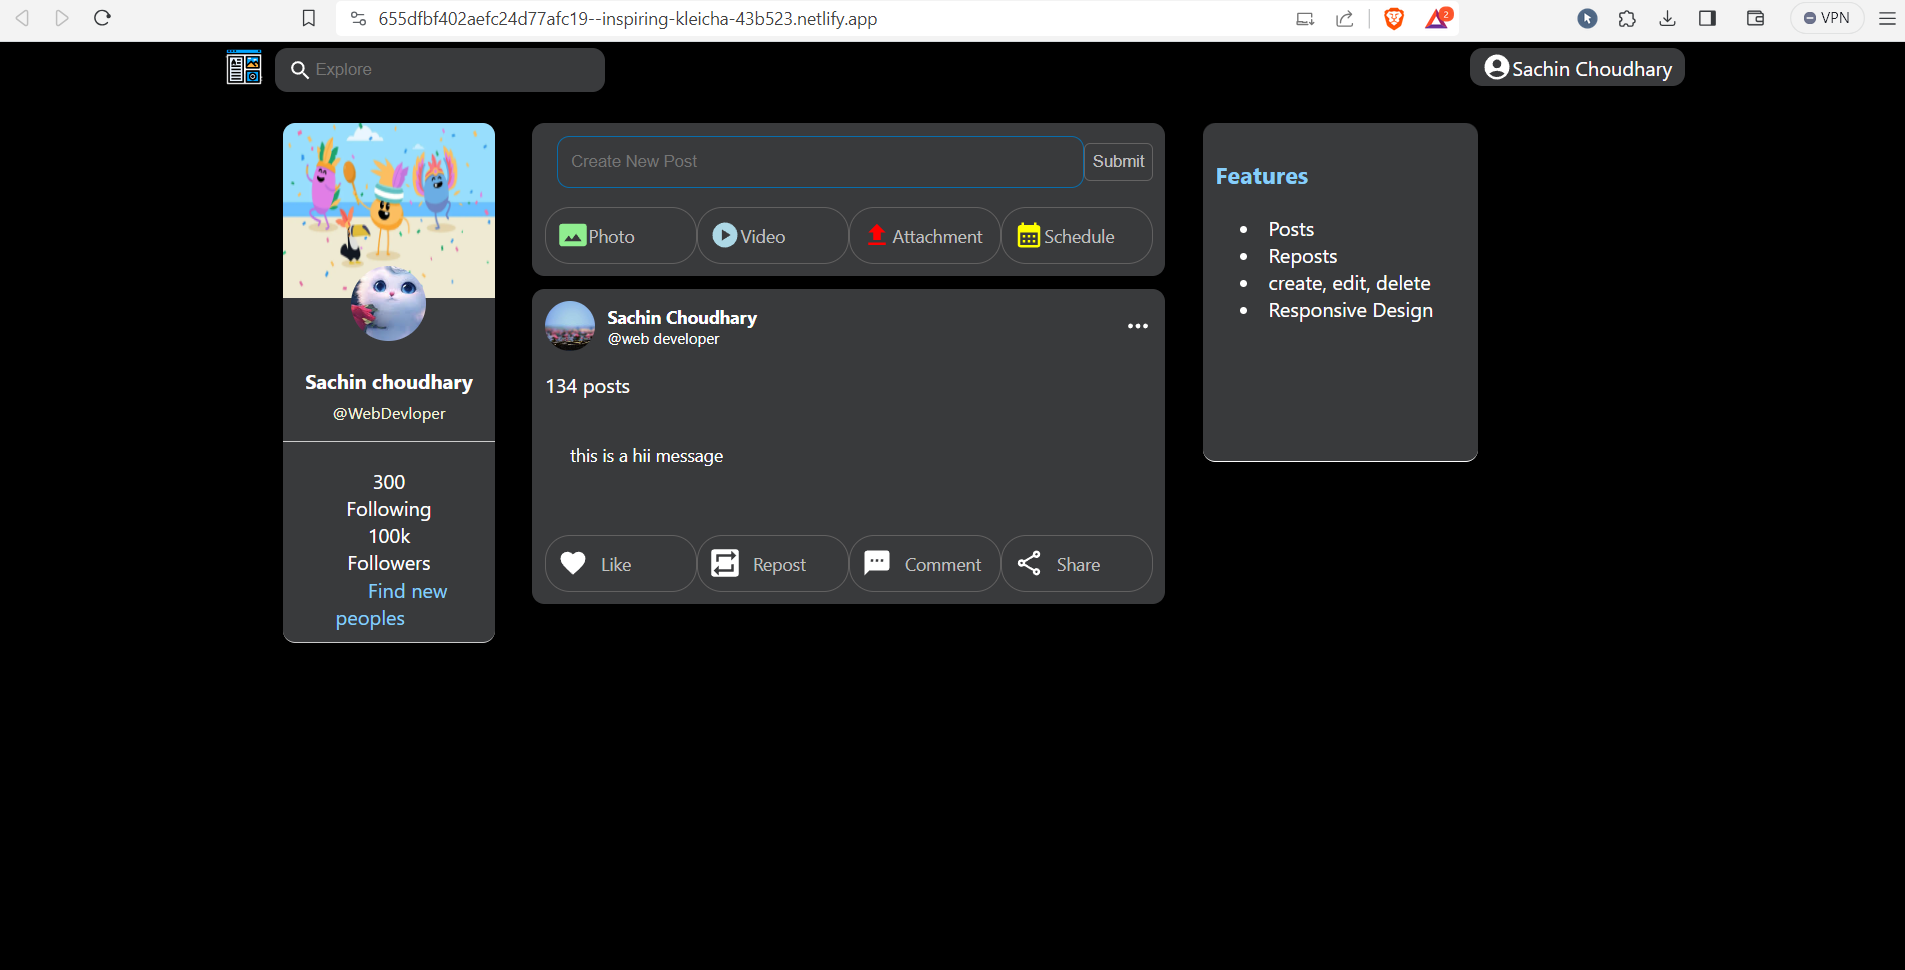 655dfbf402aefc24d77afc19--inspiring-kleicha-43b523.netlify.app
2
VPN
Explore
Sachin Choudhary
Sachin choudhary
@WebDevloper
300
Following
100k
Followers
Find new
peoples
Create New Post
Submit
Photo
Video
Attachment
Schedule
Sachin Choudhary
@web developer
134 posts
this is a hii message
Like
Repost
Comment
Share
Features
Posts
Reposts
create, edit, delete
Responsive Design